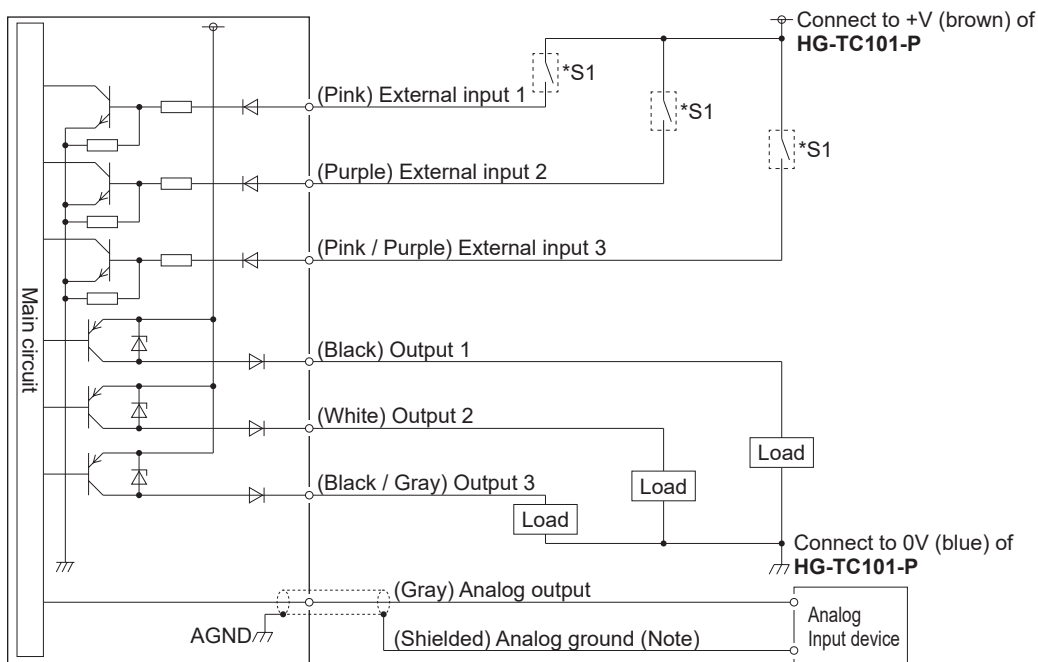 Connect to +V (brown) of
HG-TC101-P
*S1
(Pink) External input 1
*S1
*S1
(Purple) External input 2
(Pink / Purple) External input 3
Main circuit
(Black) Output 1
(White) Output 2
Load
(Black / Gray) Output 3
Load
Load
Connect to 0V (blue) of
HG-TC101-P
(Gray) Analog output
Analog
Input device
AGND
(Shielded) Analog ground (Note)